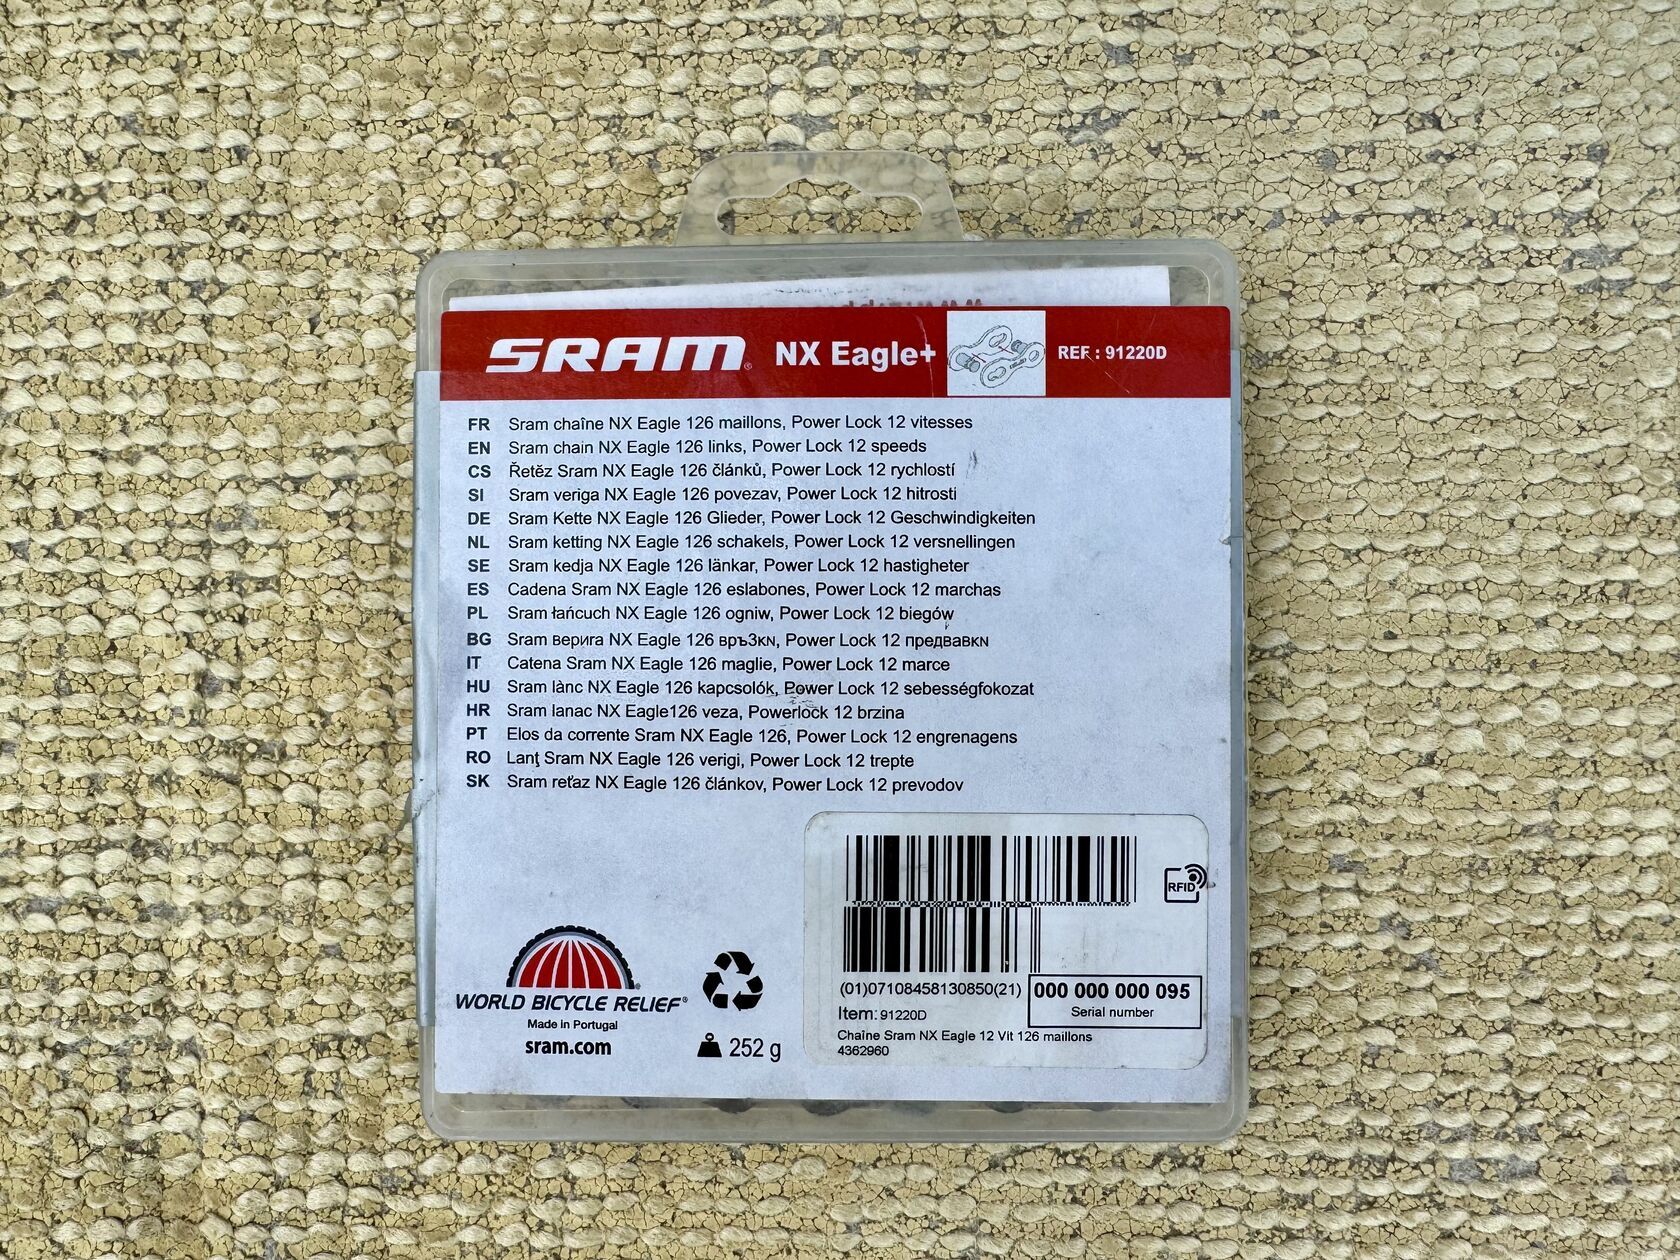 SRAM® NX Eagle+ REF : 91220D
FR Sram chaîne NX Eagle 126 maillons, Power Lock 12 vitesses
EN Sram chain NX Eagle 126 links, Power Lock 12 speeds
CS Řetěz Sram NX Eagle 126 článků, Power Lock 12 rychlostí
SI Sram veriga NX Eagle 126 povezav, Power Lock 12 hitrosti
DE Sram Kette NX Eagle 126 Glieder, Power Lock 12 Geschwindigkeiten
NL Sram ketting NX Eagle 126 schakels, Power Lock 12 versnellingen
SE Sram kedja NX Eagle 126 länkar, Power Lock 12 hastigheter
ES Cadena Sram NX Eagle 126 eslabones, Power Lock 12 marchas
PL Sram łańcuch NX Eagle 126 ogniw, Power Lock 12 biegów
BG Sram верига NX Eagle 126 връ3кN, Power Lock 12 предвавкN
IT Catena Sram NX Eagle 126 maglie, Power Lock 12 marce
HU Sram lànc NX Eagle 126 kapcsolók, Power Lock 12 sebességfokozat
HR Sram lanac NX Eagle126 veza, Powerlock 12 brzina
PT Elos da corrente Sram NX Eagle 126, Power Lock 12 engrenagens
RO Lanţ Sram NX Eagle 126 verigi, Power Lock 12 trepte
SK Sram reťaz NX Eagle 126 článkov, Power Lock 12 prevodov
RFID
WORLD BICYCLE RELIEF®
Made in Portugal
sram.com
252 g
(01)07108458130850(21) 000 000 000 095
Serial number
Item: 91220D
Chaîne Sram NX Eagle 12 Vit 126 maillons
4362960